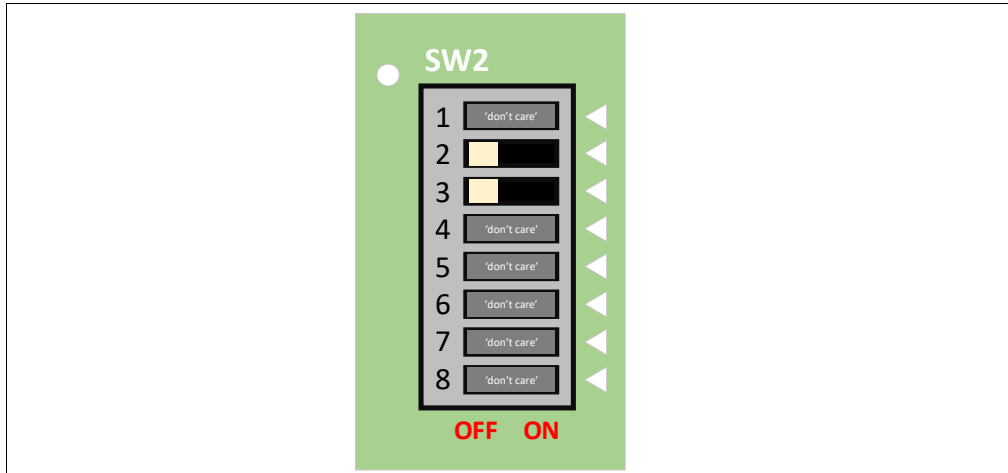 SW2
1 ‘don’t care’
2
3
4 ‘don’t care’
5 ‘don’t care’
6 ‘don’t care’
7 ‘don’t care’
8 ‘don’t care’
OFF ON